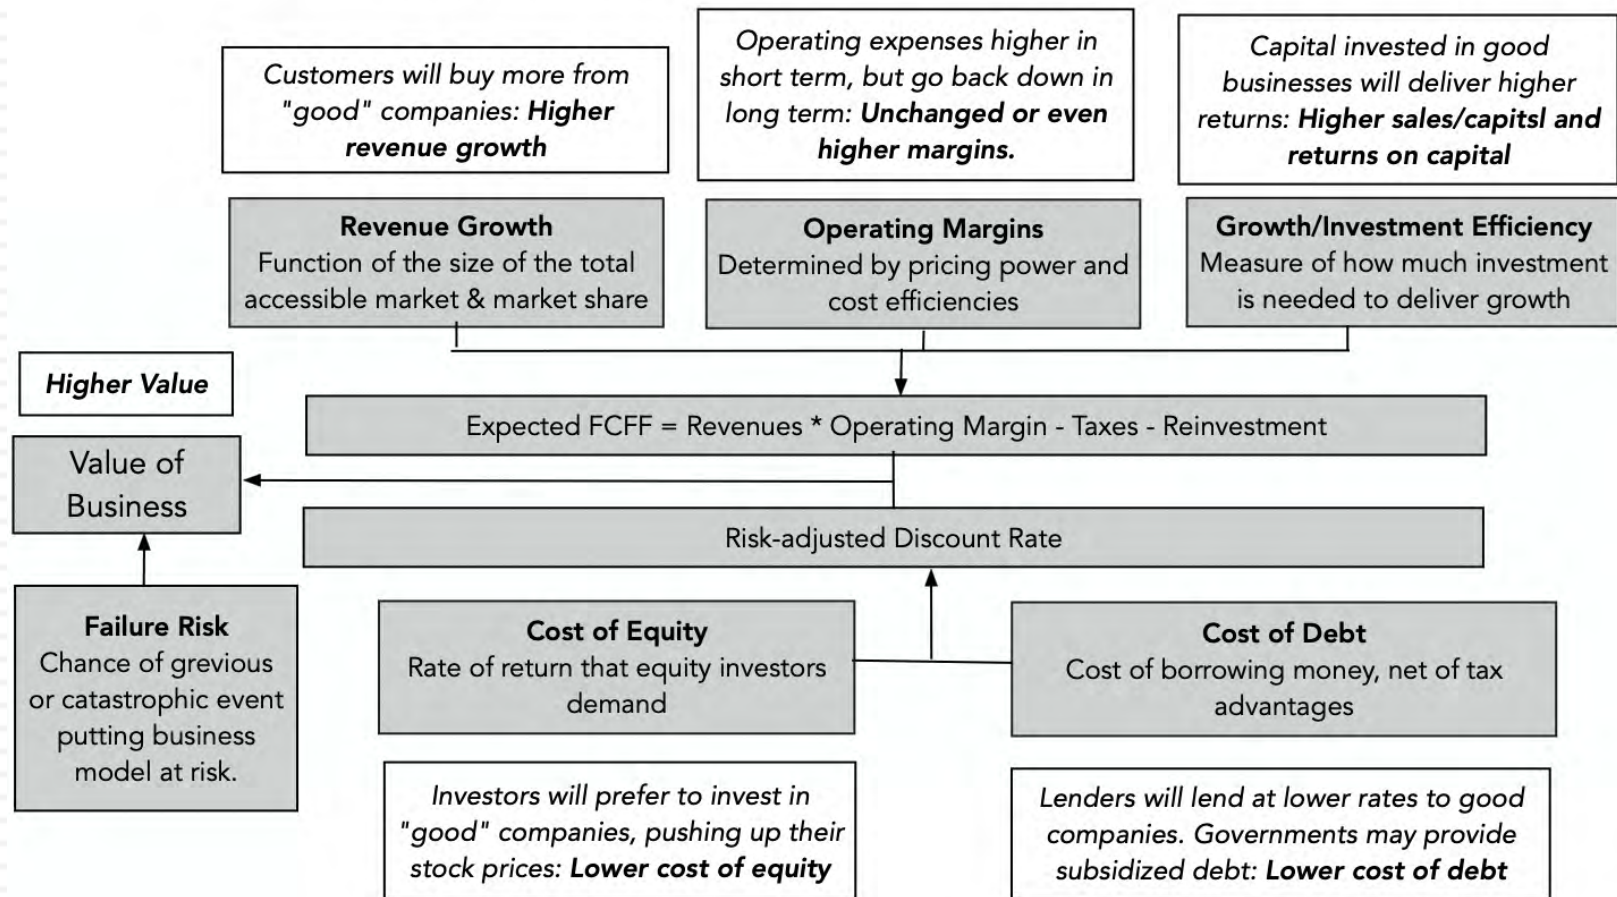 Customers will buy more from
"good" companies: Higher
revenue growth
Operating expenses higher in
short term, but go back down in
long term: Unchanged or even
higher margins.
Capital invested in good
businesses will deliver higher
returns: Higher sales/capitsl and
returns on capital
Revenue Growth
Function of the size of the total
accessible market & market share
Operating Margins
Determined by pricing power and
cost efficiencies
Growth/Investment Efficiency
Measure of how much investment
is needed to deliver growth
Higher Value
Expected FCFF = Revenues * Operating Margin - Taxes - Reinvestment
Value of
Business
Risk-adjusted Discount Rate
Failure Risk
Chance of grevious
or catastrophic event
putting business
model at risk.
Cost of Equity
Rate of return that equity investors
demand
Cost of Debt
Cost of borrowing money, net of tax
advantages
Investors will prefer to invest in
"good" companies, pushing up their
stock prices: Lower cost of equity
Lenders will lend at lower rates to good
companies. Governments may provide
subsidized debt: Lower cost of debt